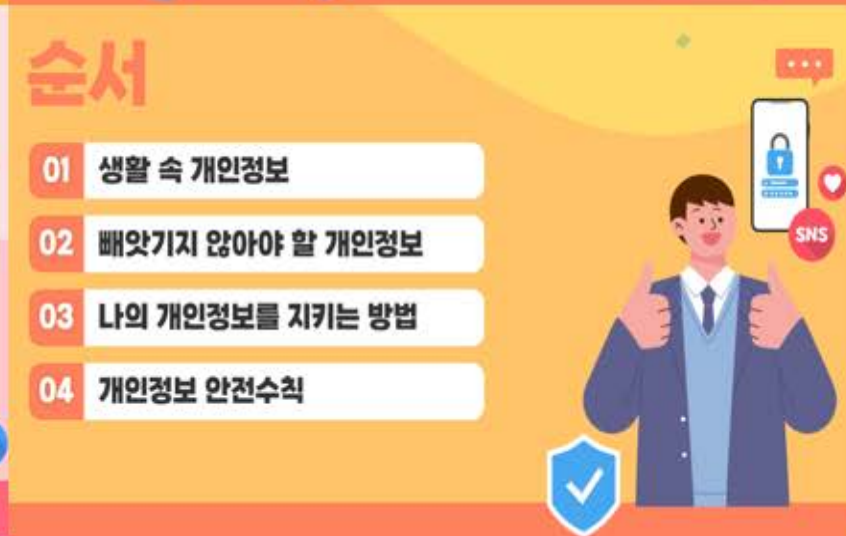 순서
01 생활 속 개인정보
02 빼앗기지 않아야 할 개인정보
03 나의 개인정보를 지키는 방법
04 개인정보 안전수칙
SNS